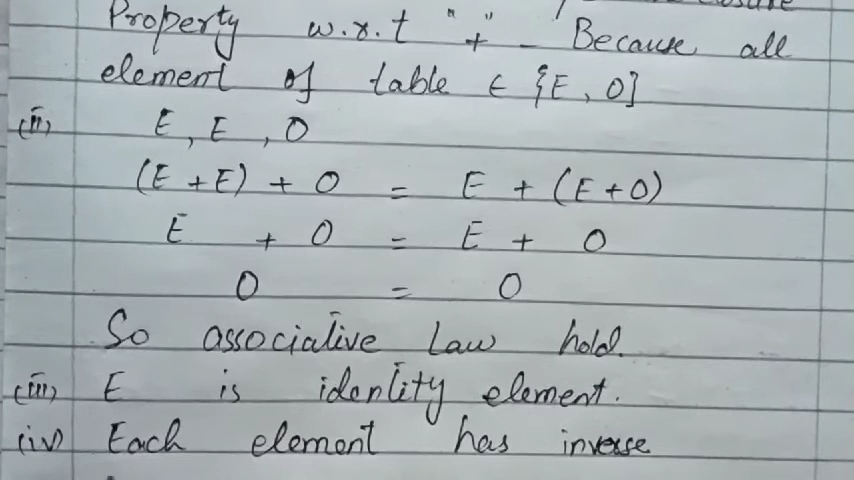 Property w.r.t "+" - Because all
element of table ∈ {E, O]
(ii) E, E, O
(E + E) + O = E + (E + O)
E + O = E + O
O = O
So associative Law hold.
(iii) E is identity element.
(iv) Each element has inverse